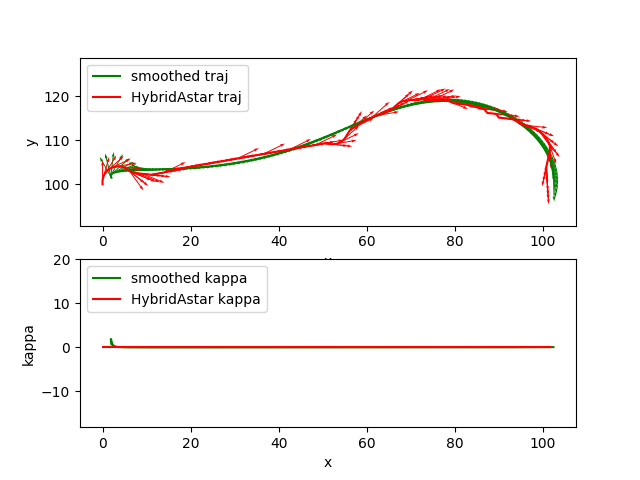 smoothed traj
HybridAstar traj
120
110
100
y
0 20 40 60 80 100
smoothed kappa
HybridAstar kappa
20
10
0
−10
kappa
0 20 40 60 80 100
x